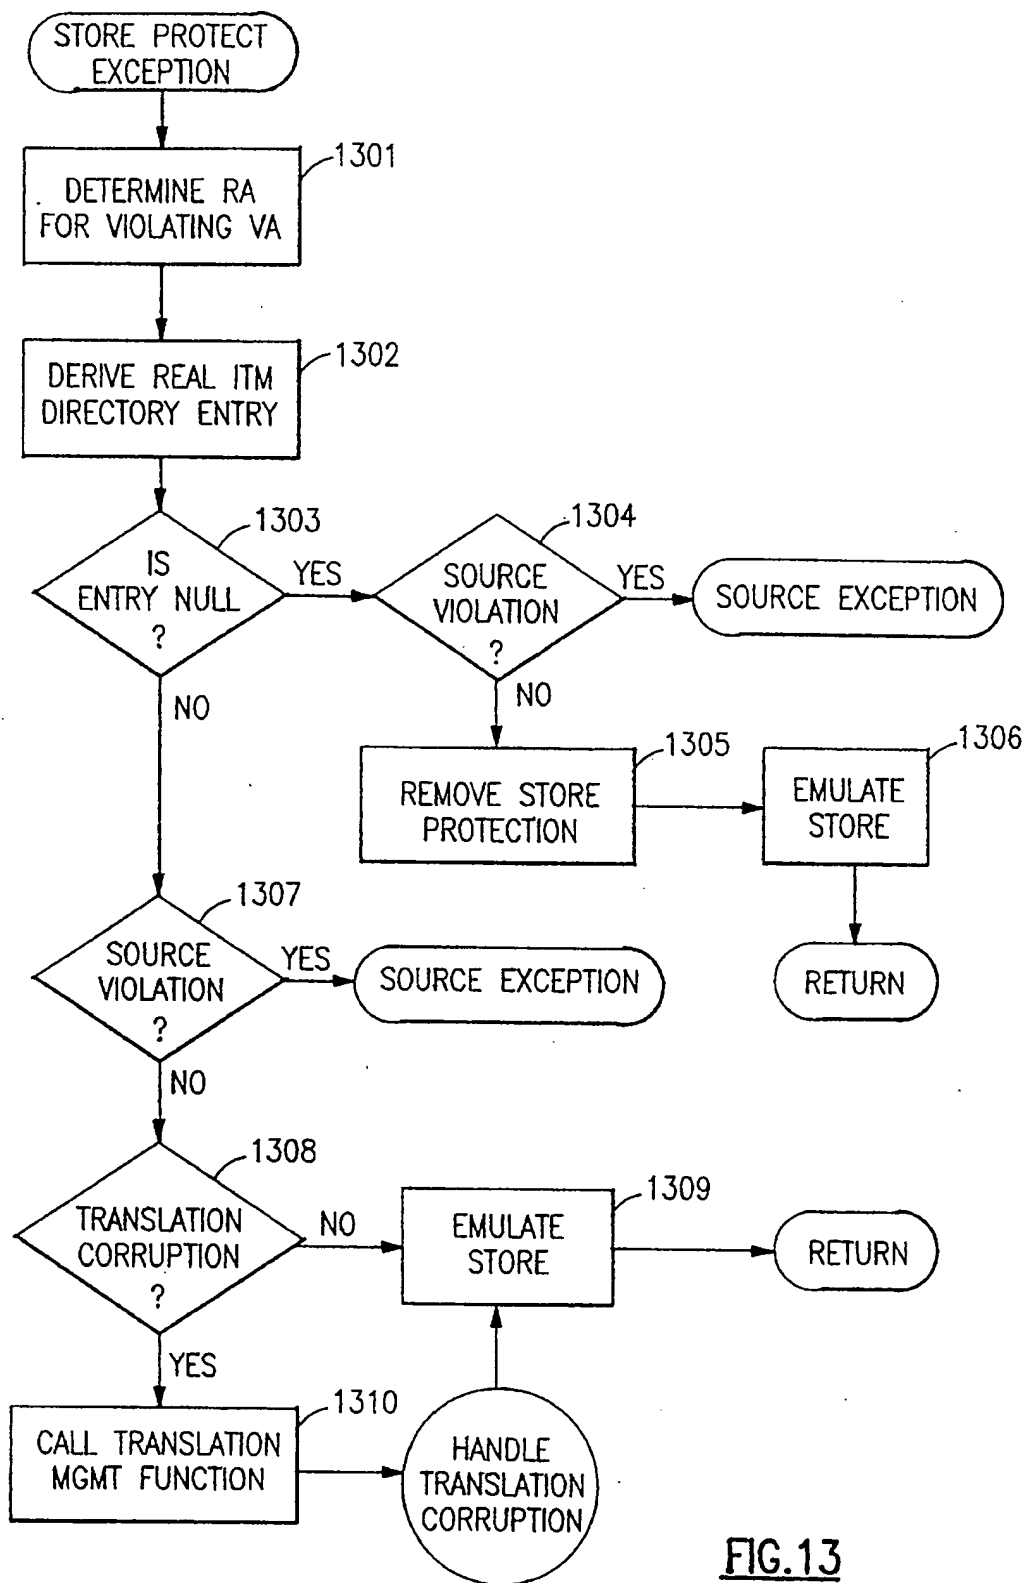 STORE PROTECT
EXCEPTION
1301
DETERMINE RA
FOR VIOLATING VA
1302
DERIVE REAL ITM
DIRECTORY ENTRY
1303
IS
ENTRY NULL
?
YES
NO
1304
SOURCE
VIOLATION
?
YES
NO
SOURCE EXCEPTION
1305
REMOVE STORE
PROTECTION
1306
EMULATE
STORE
RETURN
1307
SOURCE
VIOLATION
?
YES
NO
SOURCE EXCEPTION
1308
TRANSLATION
CORRUPTION
?
NO
YES
1309
EMULATE
STORE
RETURN
1310
CALL TRANSLATION
MGMT FUNCTION
HANDLE
TRANSLATION
CORRUPTION
FIG.13